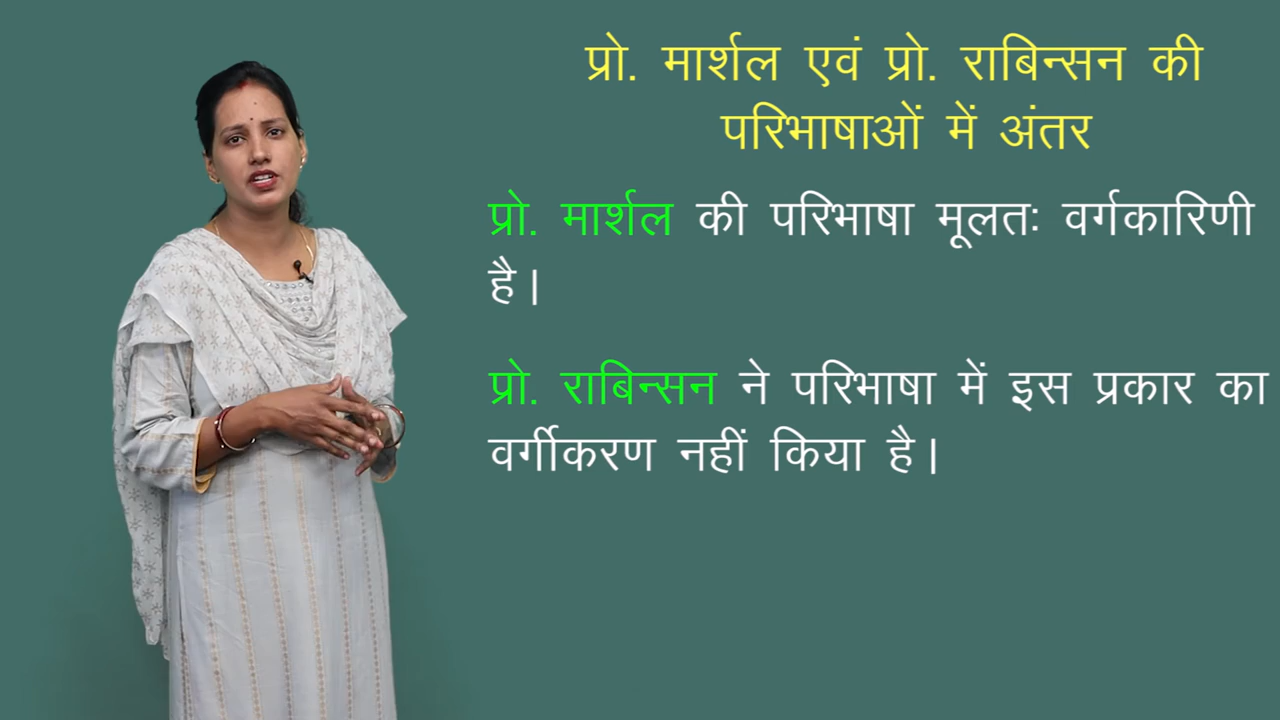 प्रो. मार्शल एवं प्रो. राबिन्सन की
परिभाषाओं में अंतर
प्रो. मार्शल की परिभाषा मूलतः वर्गकारिणी
है।
प्रो. राबिन्सन ने परिभाषा में इस प्रकार का
वर्गीकरण नहीं किया है।